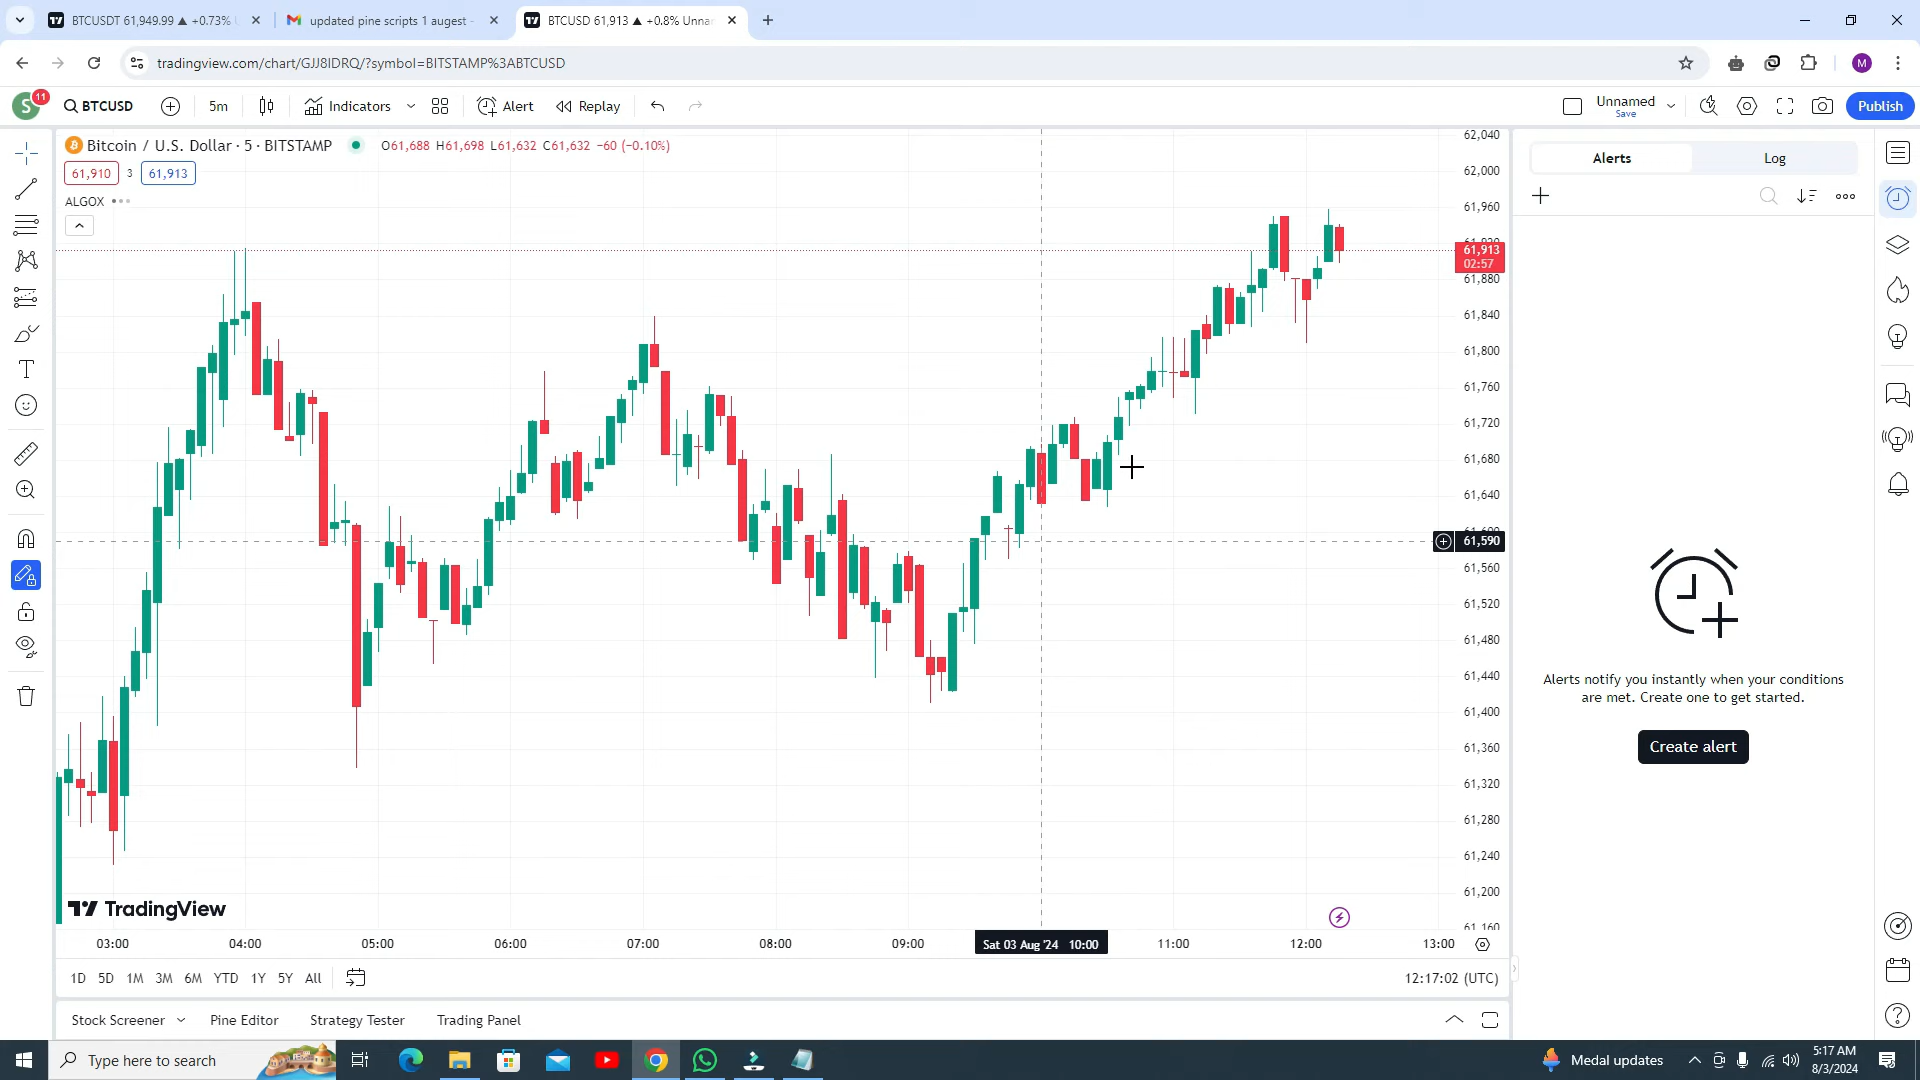 BTCUSDT 61,949.99 ▲ +0.73%
updated pine scripts 1 augest -
BTCUSD 61,913 ▲ +0.8% Unna
tradingview.com/chart/GJJ8IDRQ/?symbol=BITSTAMP%3ABTCUSD
M
S
11
BTCUSD
5m
Indicators
Alert
Replay
Unnamed
Save
Publish
Bitcoin / U.S. Dollar · 5 · BITSTAMP
O61,688 H61,698 L61,632 C61,632 −60 (−0.10%)
61,910
3
61,913
ALGOX
62,040
62,000
61,960
61,913
02:57
61,880
61,840
61,800
61,760
61,720
61,680
61,640
61,590
61,560
61,520
61,480
61,440
61,400
61,360
61,320
61,280
61,240
61,200
61,160
TradingView
03:00
04:00
05:00
06:00
07:00
08:00
09:00
Sat 03 Aug '24 10:00
11:00
12:00
13:00
1D
5D
1M
3M
6M
YTD
1Y
5Y
All
12:17:02 (UTC)
Stock Screener
Pine Editor
Strategy Tester
Trading Panel
Alerts
Log
Alerts notify you instantly when your conditions
are met. Create one to get started.
Create alert
Type here to search
Medal updates
5:17 AM
8/3/2024